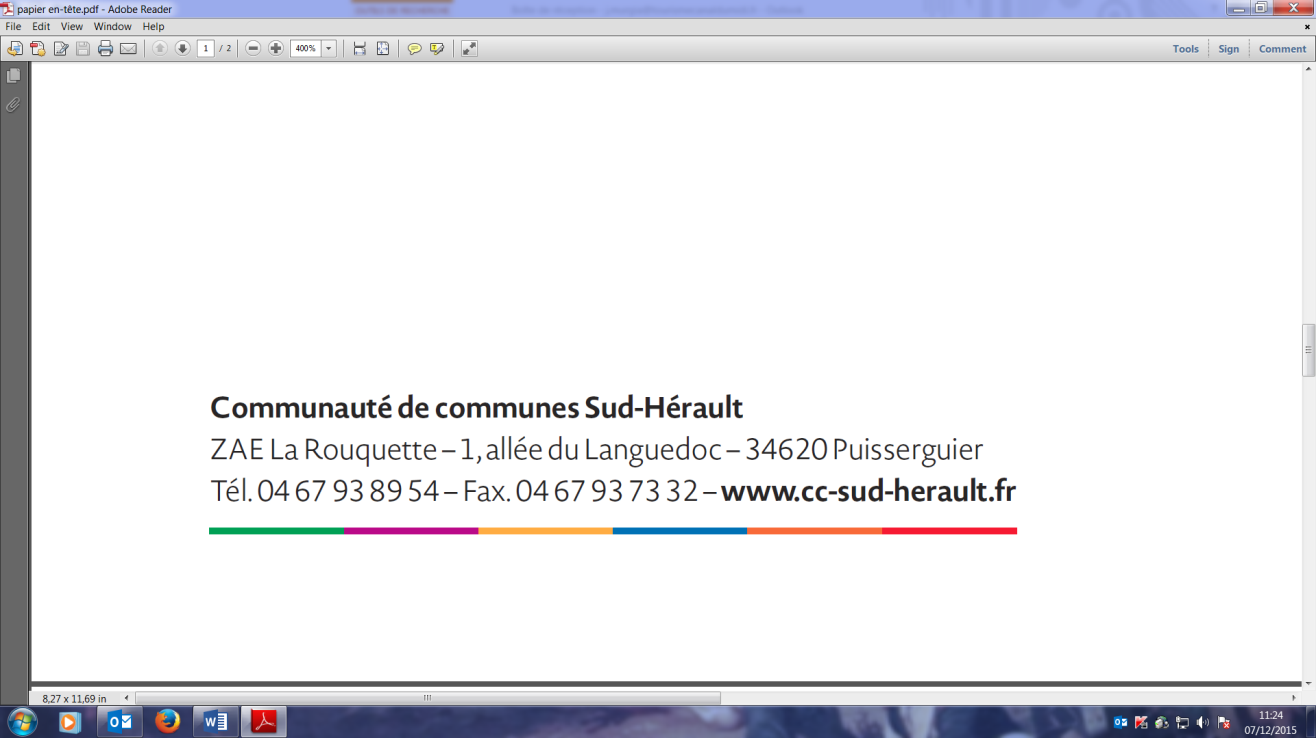 papier en-tête.pdf - Adobe Reader
File Edit View Window Help
1 / 2 400% Tools Sign Comment
Communauté de communes Sud-Hérault
ZAE La Rouquette – 1, allée du Languedoc – 34620 Puisserguier
Tél. 04 67 93 89 54 – Fax. 04 67 93 73 32 – www.cc-sud-herault.fr
8,27 x 11,69 in
11:24
07/12/2015